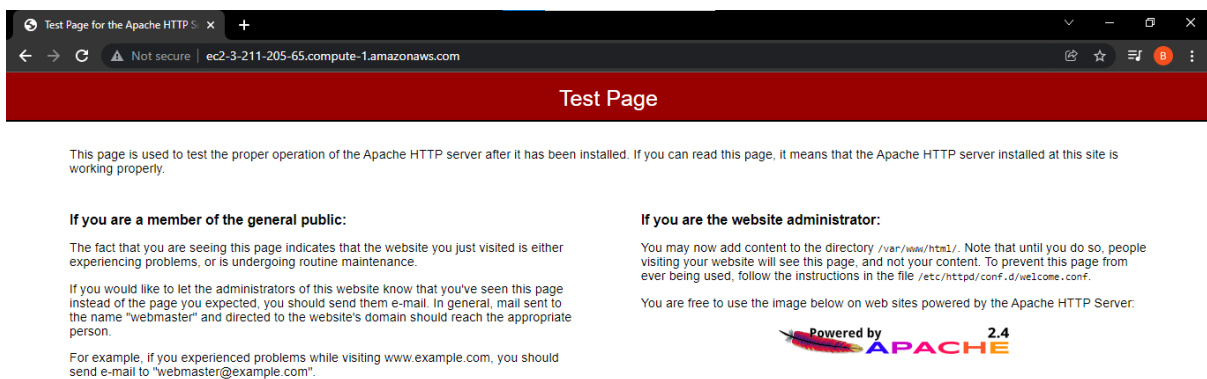 Test Page for the Apache HTTP S
Not secure | ec2-3-211-205-65.compute-1.amazonaws.com
B
Test Page
This page is used to test the proper operation of the Apache HTTP server after it has been installed. If you can read this page, it means that the Apache HTTP server installed at this site is
working properly.
If you are a member of the general public:
The fact that you are seeing this page indicates that the website you just visited is either
experiencing problems, or is undergoing routine maintenance.
If you would like to let the administrators of this website know that you've seen this page
instead of the page you expected, you should send them e-mail. In general, mail sent to
the name "webmaster" and directed to the website's domain should reach the appropriate
person.
For example, if you experienced problems while visiting www.example.com, you should
send e-mail to "webmaster@example.com".
If you are the website administrator:
You may now add content to the directory /var/www/html/. Note that until you do so, people
visiting your website will see this page, and not your content. To prevent this page from
ever being used, follow the instructions in the file /etc/httpd/conf.d/welcome.conf.
You are free to use the image below on web sites powered by the Apache HTTP Server:
Powered by 2.4
APACHE